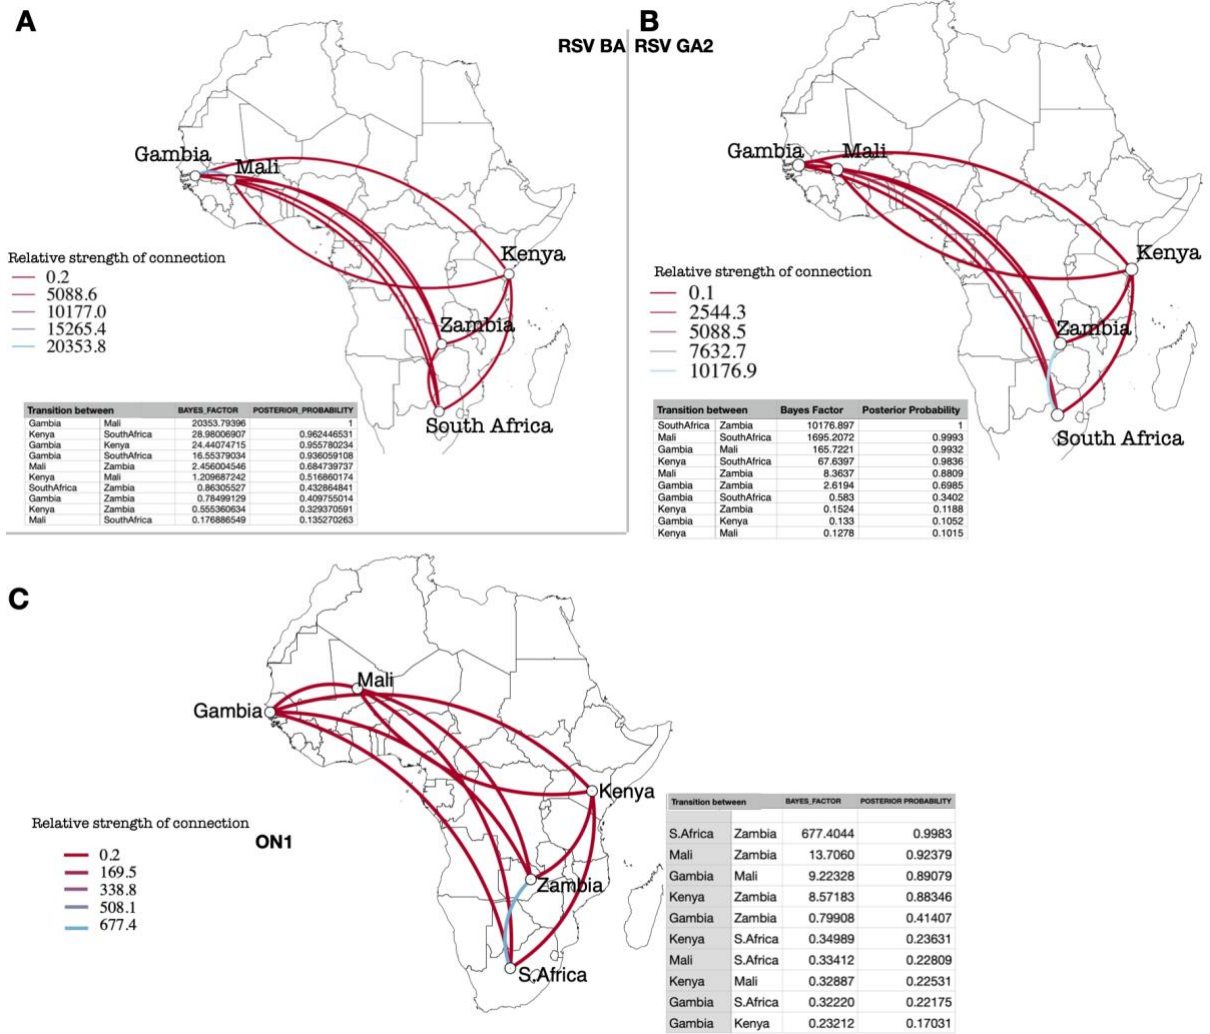 A
B
RSV BA
RSV GA2
Gambia
Mali
Kenya
Zambia
South Africa
Relative strength of connection
0.2
5088.6
10177.0
15265.4
20353.8
Transition between BAYES_FACTOR POSTERIOR_PROBABILITY
Gambia Mali 20353.79396 1
Kenya SouthAfrica 28.98006907 0.962446531
Gambia Kenya 24.44074715 0.955780234
Gambia SouthAfrica 16.55379034 0.936059108
Mali Zambia 2.456004546 0.684739737
Kenya Mali 1.209687242 0.516860174
SouthAfrica Zambia 0.86305527 0.432864841
Gambia Zambia 0.78499129 0.409755014
Kenya Zambia 0.555360634 0.329370591
Mali SouthAfrica 0.176886549 0.135270263
Gambia
Mali
Kenya
Zambia
South Africa
Relative strength of connection
0.1
2544.3
5088.5
7632.7
10176.9
Transition between Bayes Factor Posterior Probability
SouthAfrica Zambia 10176.897 1
Mali SouthAfrica 1695.2072 0.9993
Gambia Mali 165.7221 0.9932
Kenya SouthAfrica 67.6397 0.9836
Mali Zambia 8.3637 0.8809
Gambia Zambia 2.6194 0.6985
Gambia SouthAfrica 0.583 0.3402
Kenya Zambia 0.1524 0.1188
Gambia Kenya 0.133 0.1052
Kenya Mali 0.1278 0.1015
C
Mali
Gambia
Kenya
Zambia
S.Africa
Relative strength of connection
ON1
0.2
169.5
338.8
508.1
677.4
Transition between BAYES_FACTOR POSTERIOR PROBABILITY
S.Africa Zambia 677.4044 0.9983
Mali Zambia 13.7060 0.92379
Gambia Mali 9.22328 0.89079
Kenya Zambia 8.57183 0.88346
Gambia Zambia 0.79908 0.41407
Kenya S.Africa 0.34989 0.23631
Mali S.Africa 0.33412 0.22809
Kenya Mali 0.32887 0.22531
Gambia S.Africa 0.32220 0.22175
Gambia Kenya 0.23212 0.17031